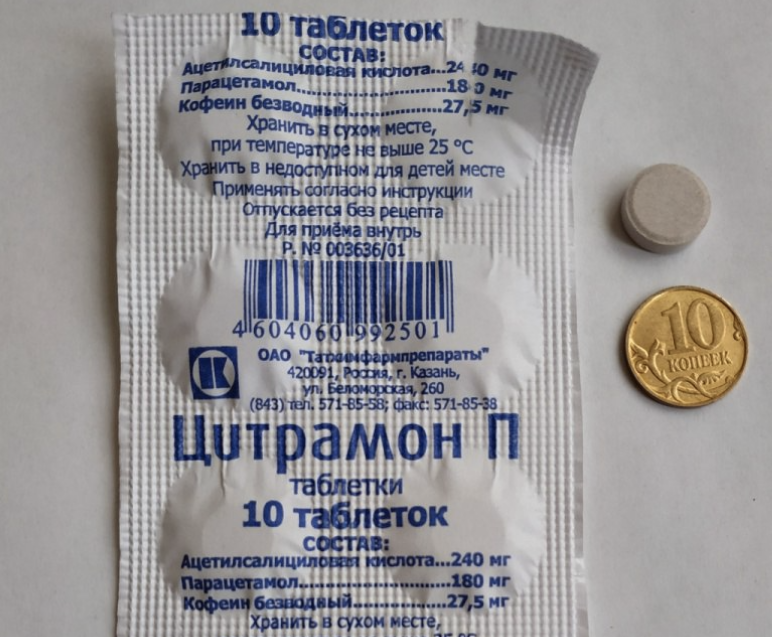 10 таблеток
СОСТАВ:
Ацетилсалициловая кислота...240 мг
Парацетамол..............................180 мг
Кофеин безводный...................27,5 мг
Хранить в сухом месте,
при температуре не выше 25 °С
Хранить в недоступном для детей месте
Применять согласно инструкции
Отпускается без рецепта
Для приёма внутрь
Р. № 003636/01
4 604060 992501
ОАО "Татхимфармпрепараты"
420091, Россия, г. Казань,
ул. Беломорская, 260
(843) тел. 571-85-58; факс: 571-85-38
Цитрамон П
таблетки
10 таблеток
СОСТАВ:
Ацетилсалициловая кислота...240 мг
Парацетамол..............................180 мг
Кофеин безводный...................27,5 мг
Хранить в сухом месте,
10
КОПЕЕК